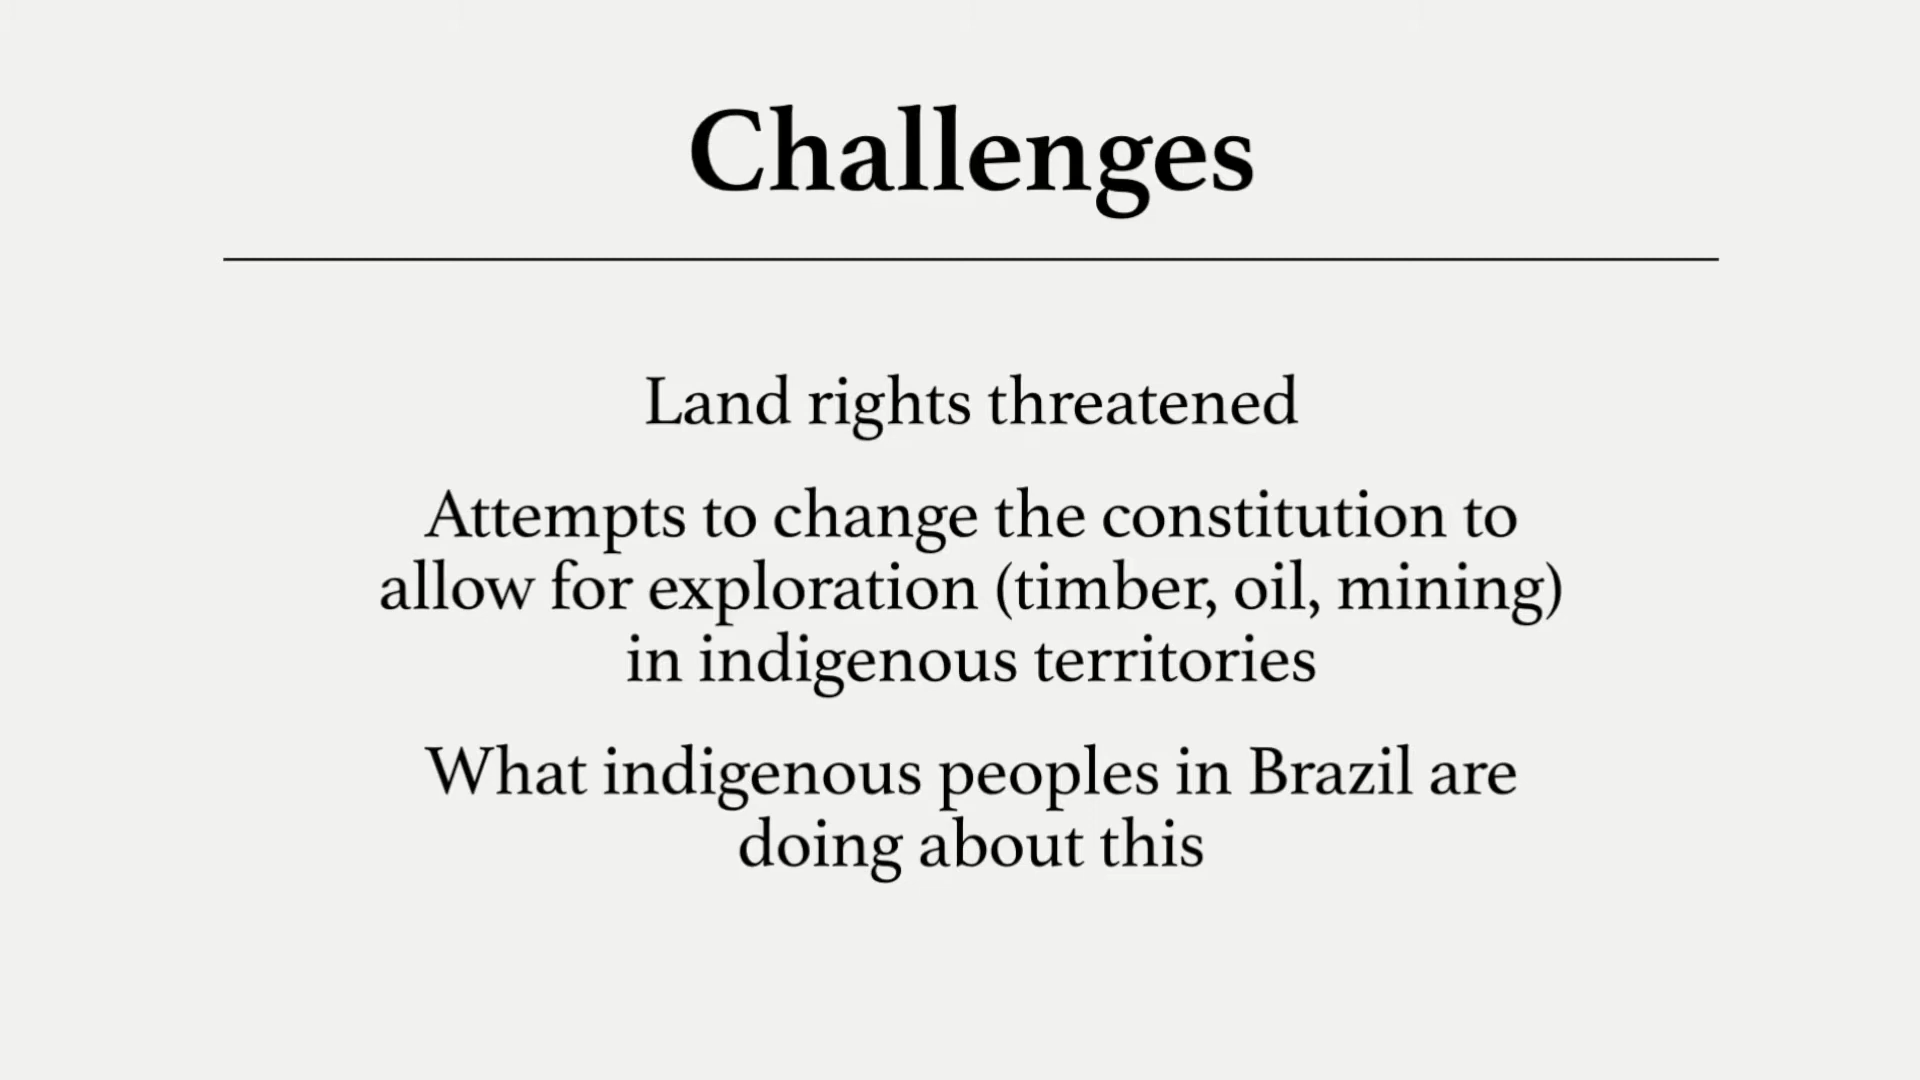 Challenges
Land rights threatened
Attempts to change the constitution to
allow for exploration (timber, oil, mining)
in indigenous territories
What indigenous peoples in Brazil are
doing about this